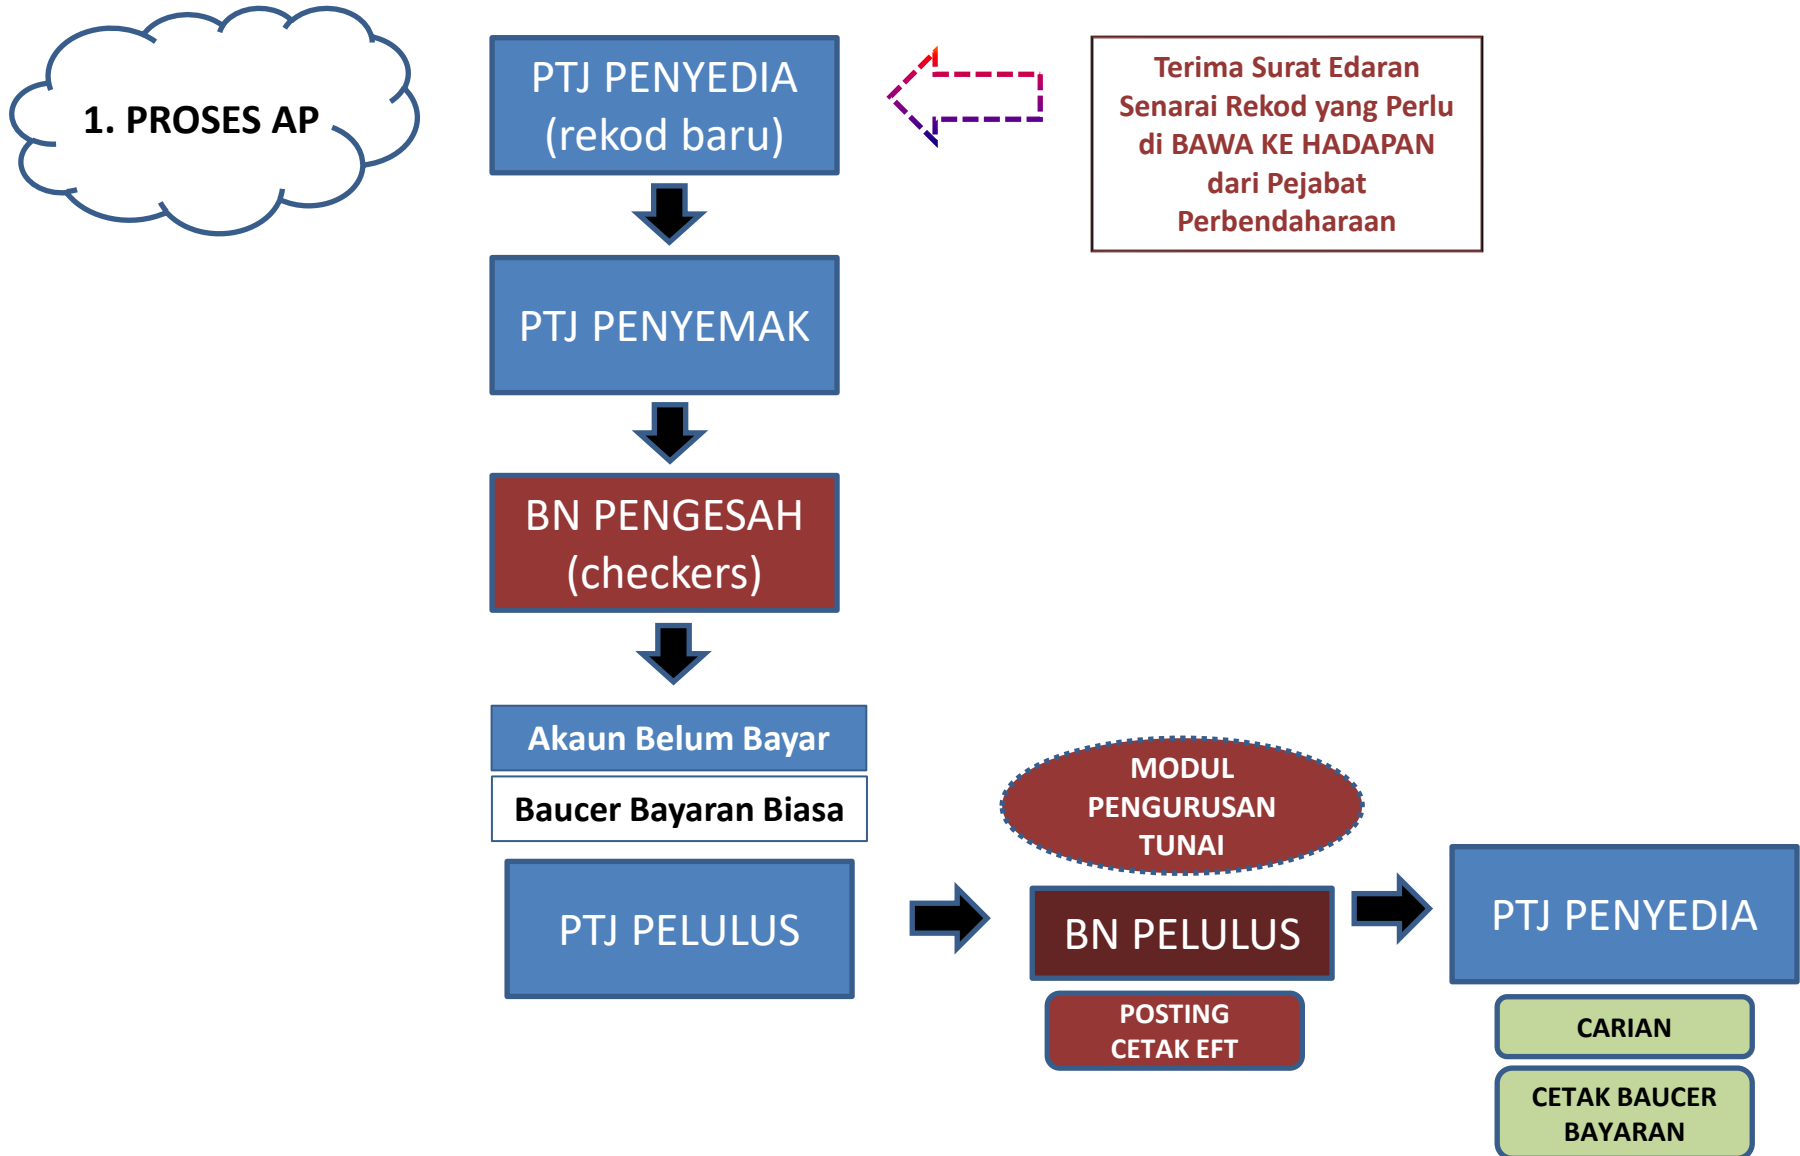 1. PROSES AP
PTJ PENYEDIA
(rekod baru)
Terima Surat Edaran
Senarai Rekod yang Perlu
di BAWA KE HADAPAN
dari Pejabat
Perbendaharaan
PTJ PENYEMAK
BN PENGESAH
(checkers)
Akaun Belum Bayar
Baucer Bayaran Biasa
PTJ PELULUS
MODUL
PENGURUSAN
TUNAI
BN PELULUS
POSTING
CETAK EFT
PTJ PENYEDIA
CARIAN
CETAK BAUCER
BAYARAN